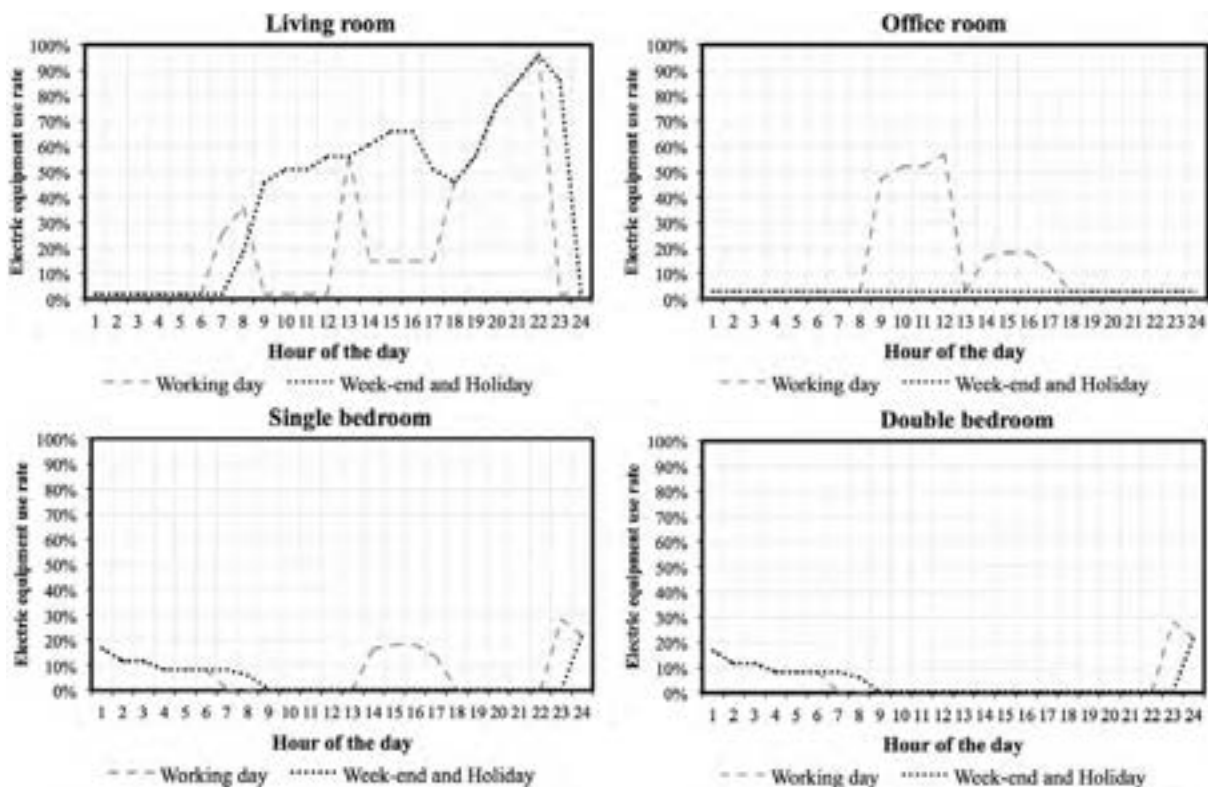 Living room
Electric equipment use rate
100%
90%
80%
70%
60%
50%
40%
30%
20%
10%
0%
1 2 3 4 5 6 7 8 9 10 11 12 13 14 15 16 17 18 19 20 21 22 23 24
Hour of the day
Working day Week-end and Holiday
Office room
Electric equipment use rate
100%
90%
80%
70%
60%
50%
40%
30%
20%
10%
0%
1 2 3 4 5 6 7 8 9 10 11 12 13 14 15 16 17 18 19 20 21 22 23 24
Hour of the day
Working day Week-end and Holiday
Single bedroom
Electric equipment use rate
100%
90%
80%
70%
60%
50%
40%
30%
20%
10%
0%
1 2 3 4 5 6 7 8 9 10 11 12 13 14 15 16 17 18 19 20 21 22 23 24
Hour of the day
Working day Week-end and Holiday
Double bedroom
Electric equipment use rate
100%
90%
80%
70%
60%
50%
40%
30%
20%
10%
0%
1 2 3 4 5 6 7 8 9 10 11 12 13 14 15 16 17 18 19 20 21 22 23 24
Hour of the day
Working day Week-end and Holiday